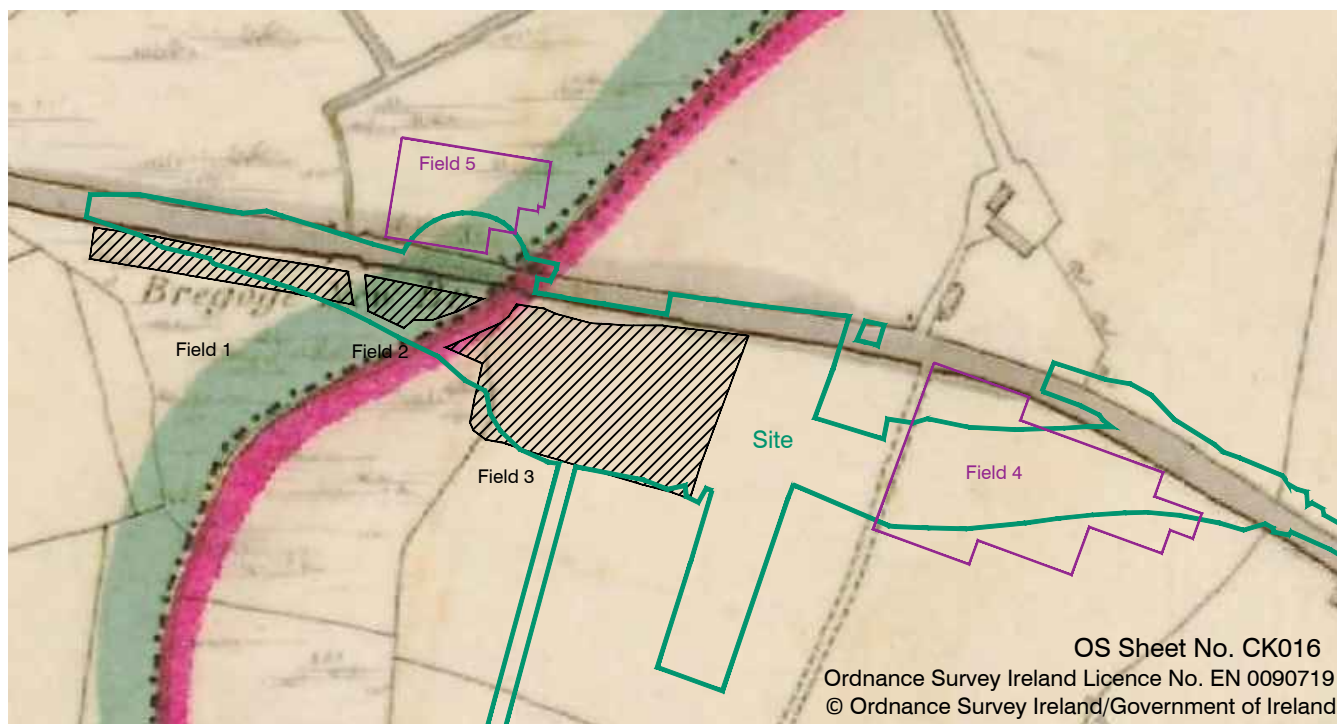 Field 5
Bregoge
Field 1
Field 2
Site
Field 3
Field 4
OS Sheet No. CK016
Ordnance Survey Ireland Licence No. EN 0090719
© Ordnance Survey Ireland/Government of Ireland